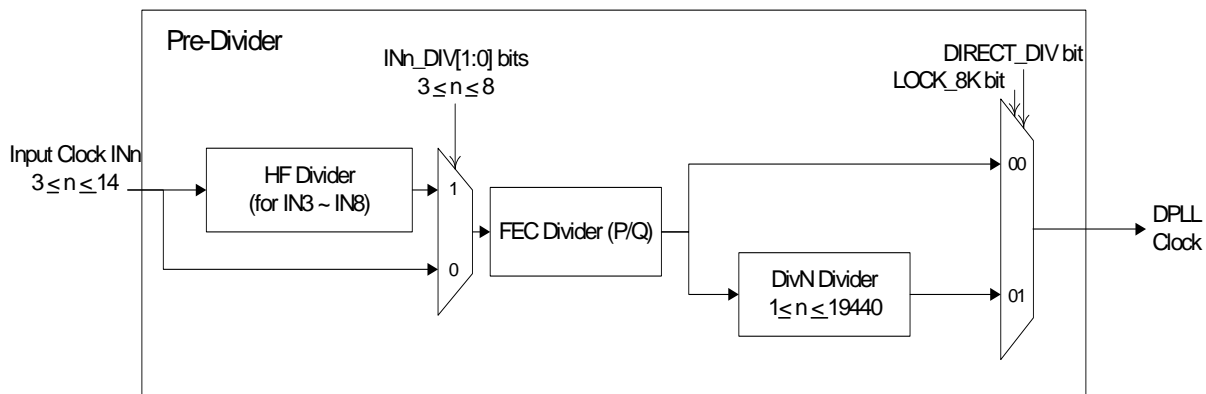 Pre-Divider
INn_DIV[1:0] bits
3 ≤ n ≤ 8
DIRECT_DIV bit
LOCK_8K bit
Input Clock INn
3 ≤ n ≤ 14
HF Divider
(for IN3 ~ IN8)
1
0
FEC Divider (P/Q)
00
DivN Divider
1 ≤ n ≤ 19440
01
DPLL
Clock